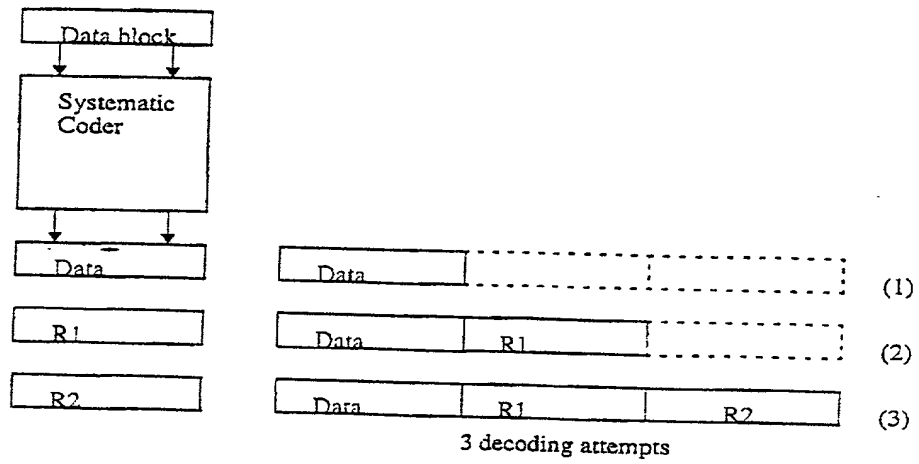 Data block
Systematic
Coder
Data
Data
(1)
R1
Data R1
(2)
R2
Data R1 R2
(3)
3 decoding attempts